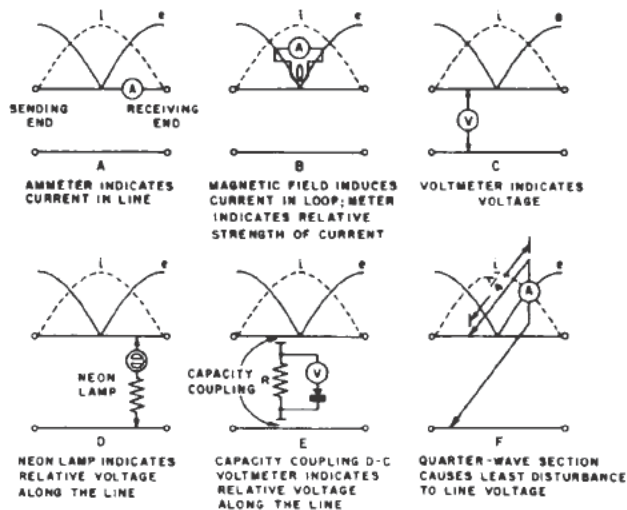 i e
A
SENDING END
RECEIVING END
A
AMMETER INDICATES
CURRENT IN LINE
i e
A
B
MAGNETIC FIELD INDUCES
CURRENT IN LOOP; METER
INDICATES RELATIVE
STRENGTH OF CURRENT
i e
V
C
VOLTMETER INDICATES
VOLTAGE
i e
NEON
LAMP
D
NEON LAMP INDICATES
RELATIVE VOLTAGE
ALONG THE LINE
i e
CAPACITY
COUPLING
R
V
E
CAPACITY COUPLING D-C
VOLTMETER INDICATES
RELATIVE VOLTAGE
ALONG THE LINE
i e
A
F
QUARTER-WAVE SECTION
CAUSES LEAST DISTURBANCE
TO LINE VOLTAGE